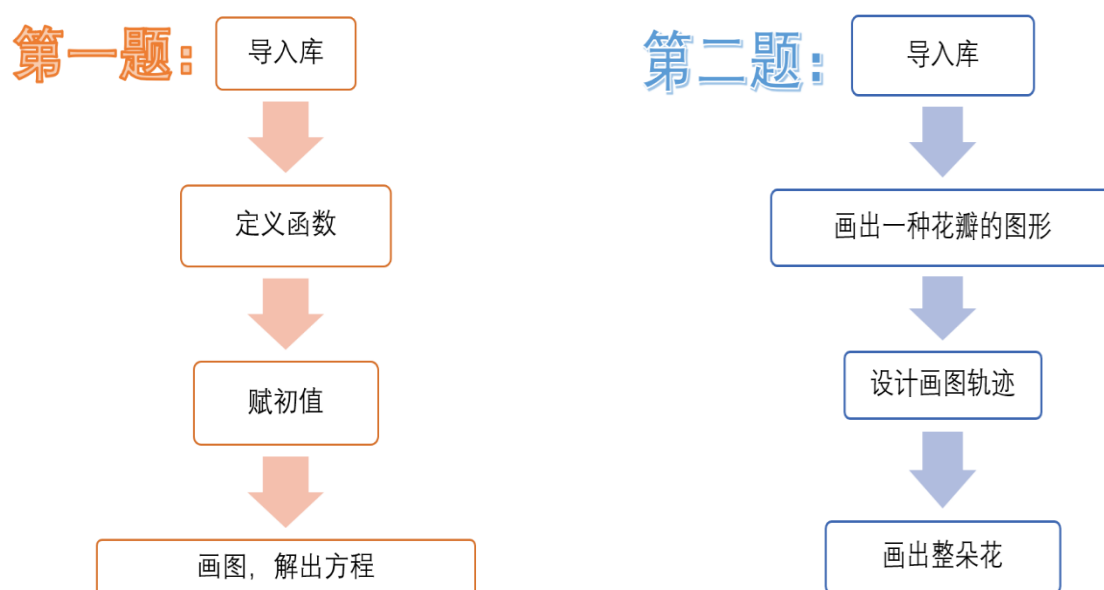 第一题：
导入库
定义函数
赋初值
画图，解出方程
第二题：
导入库
画出一种花瓣的图形
设计画图轨迹
画出整朵花